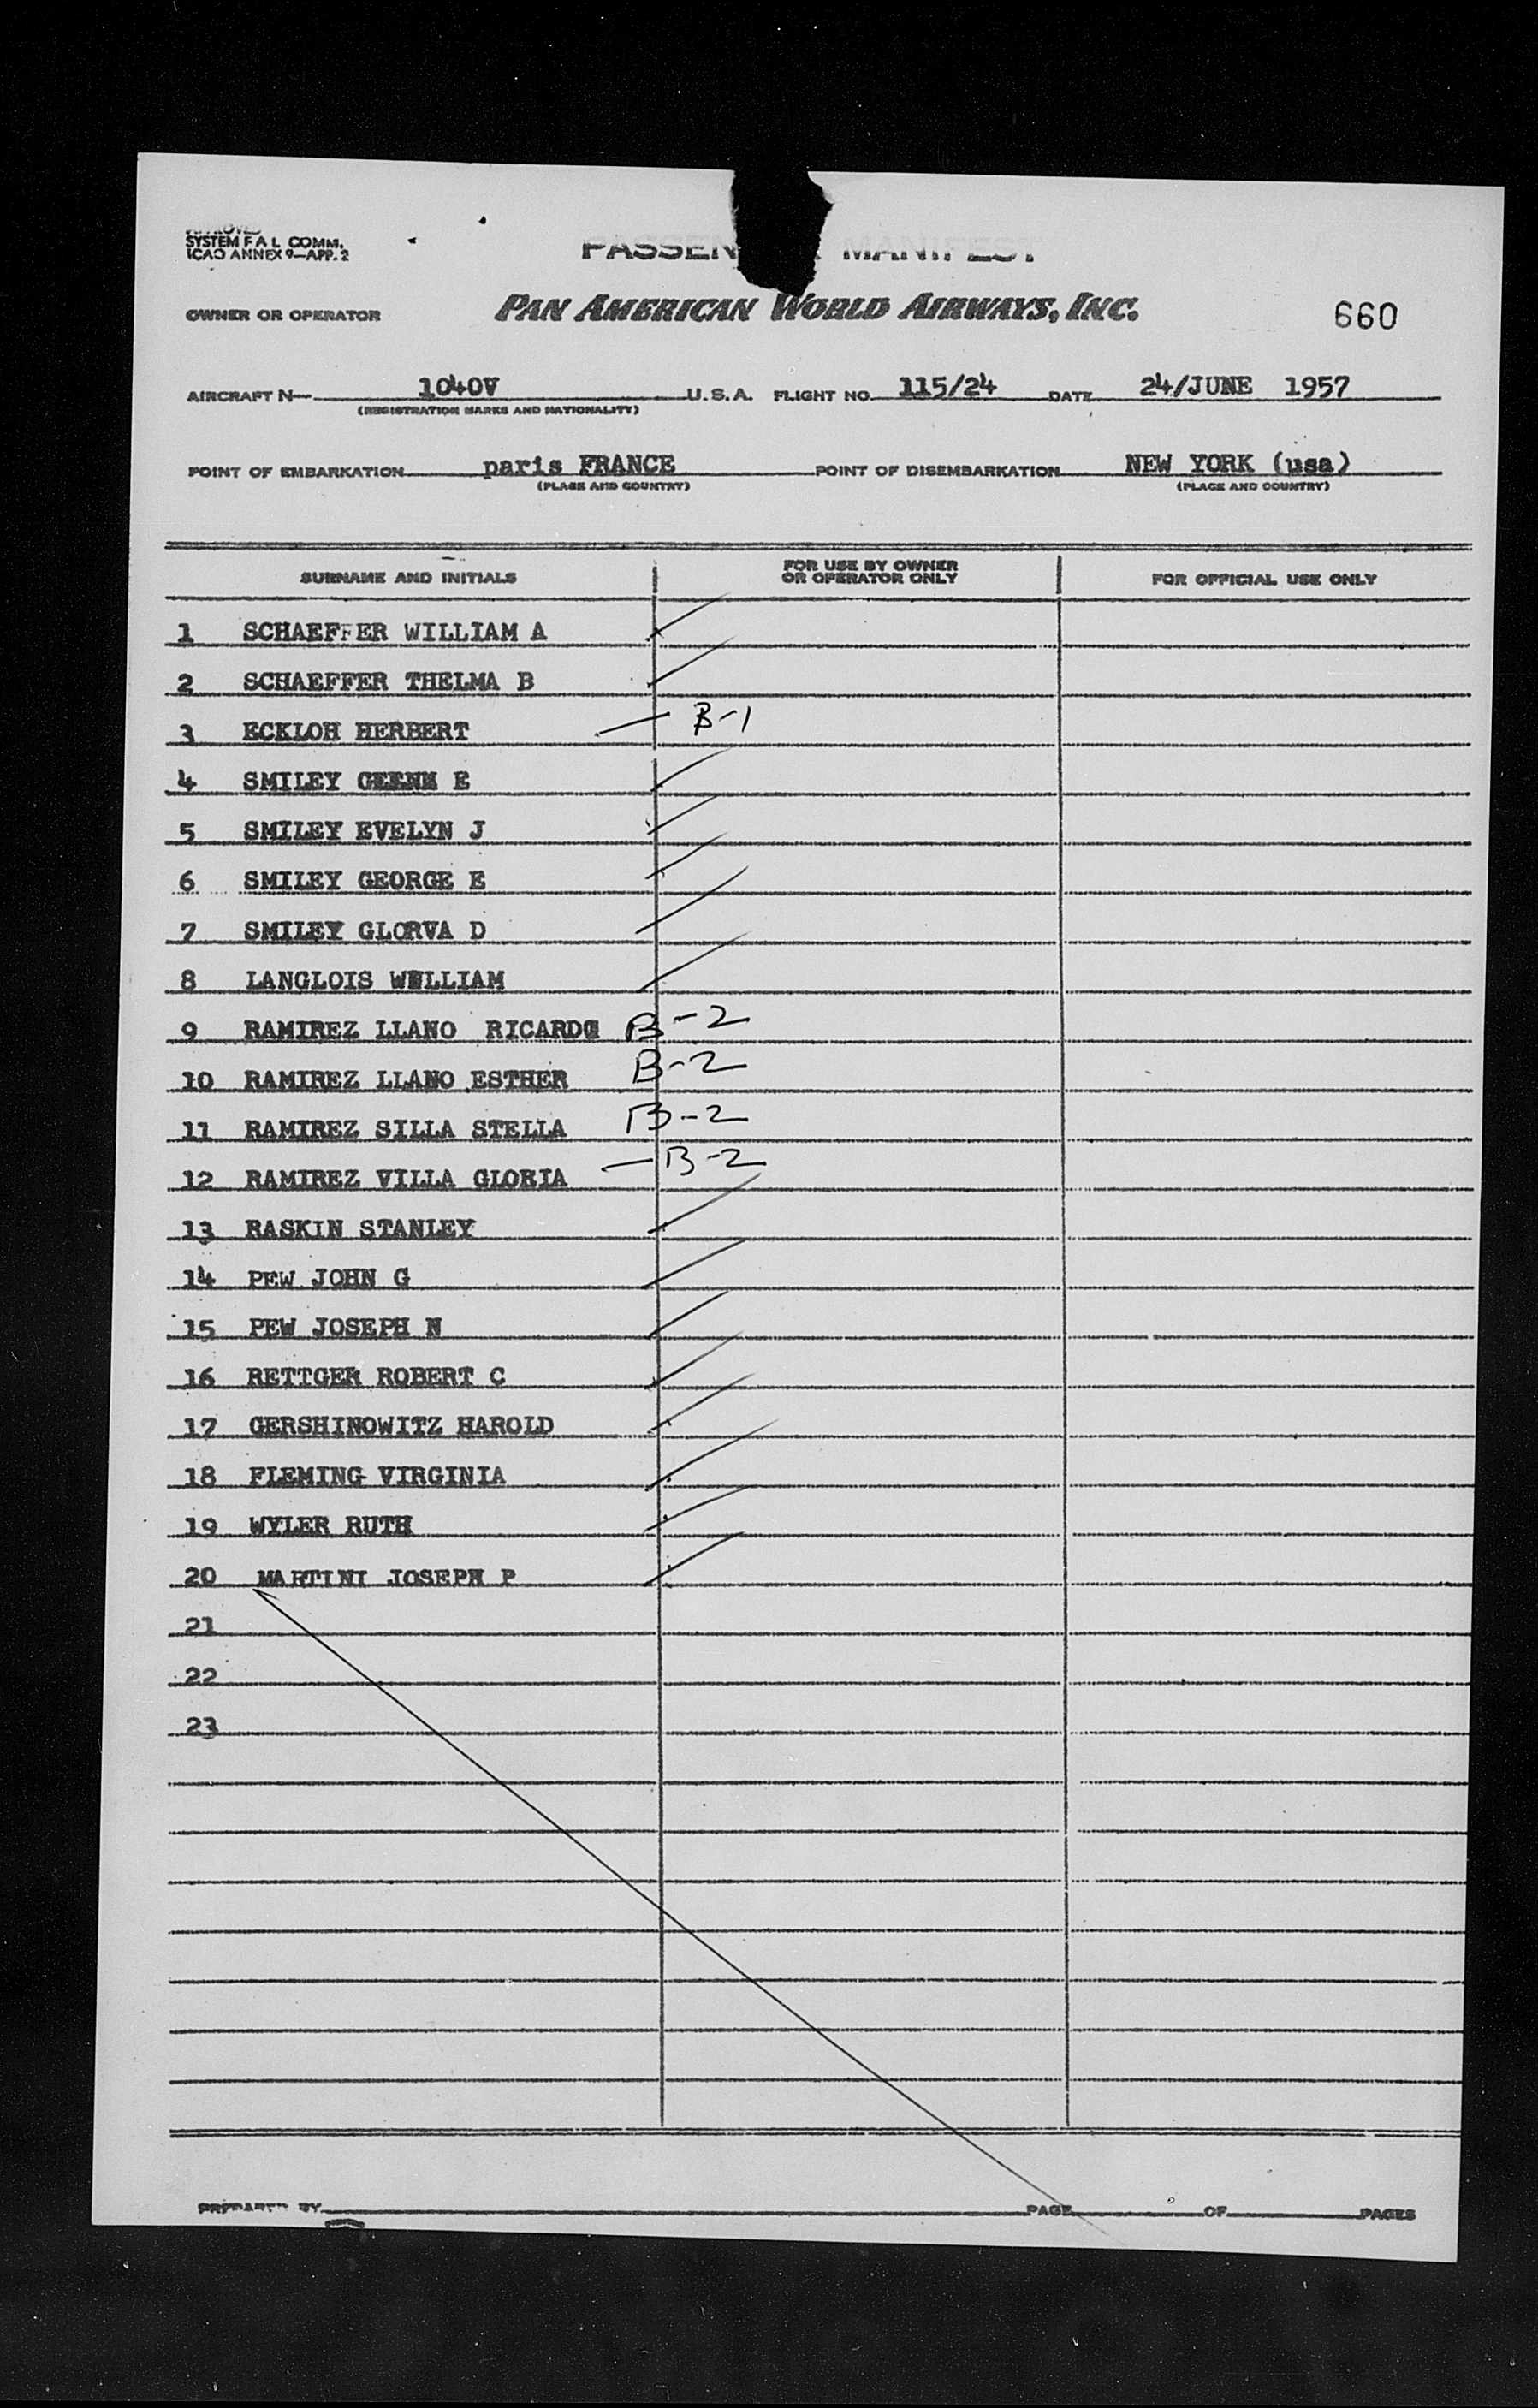 SYSTEM F A L COMM.
ICAO ANNEX 9—APP. 2
PASSEN MANIFEST
OWNER OR OPERATOR PAN AMERICAN WORLD AIRWAYS, INC. 660
AIRCRAFT N— 1040V U.S.A. FLIGHT NO. 115/24 DATE 24/JUNE 1957
(REGISTRATION MARKS AND NATIONALITY)
POINT OF EMBARKATION paris FRANCE POINT OF DISEMBARKATION NEW YORK (usa)
(PLACE AND COUNTRY) (PLACE AND COUNTRY)
SURNAME AND INITIALS FOR USE BY OWNER OR OPERATOR ONLY FOR OFFICIAL USE ONLY
1 SCHAEFFER WILLIAM A
2 SCHAEFFER THELMA B
3 ECKLOH HERBERT B-1
4 SMILEY E
5 SMILEY EVELYN J
6 SMILEY GEORGE E
7 SMILEY GLORVA D
8 LANGLOIS WILLIAM
9 RAMIREZ LLANO RICARDO B-2
10 RAMIREZ LLANO ESTHER B-2
11 RAMIREZ SILLA STELLA B-2
12 RAMIREZ VILLA GLORIA B-2
13 RASKIN STANLEY
14 PEW JOHN G
15 PEW JOSEPH N
16 RETTGER ROBERT C
17 GERSHINOWITZ HAROLD
18 FLEMING VIRGINIA
19 WYLER RUTH
20 MARTINI JOSEPH P
21
22
23
PREPARED BY PAGE OF PAGES